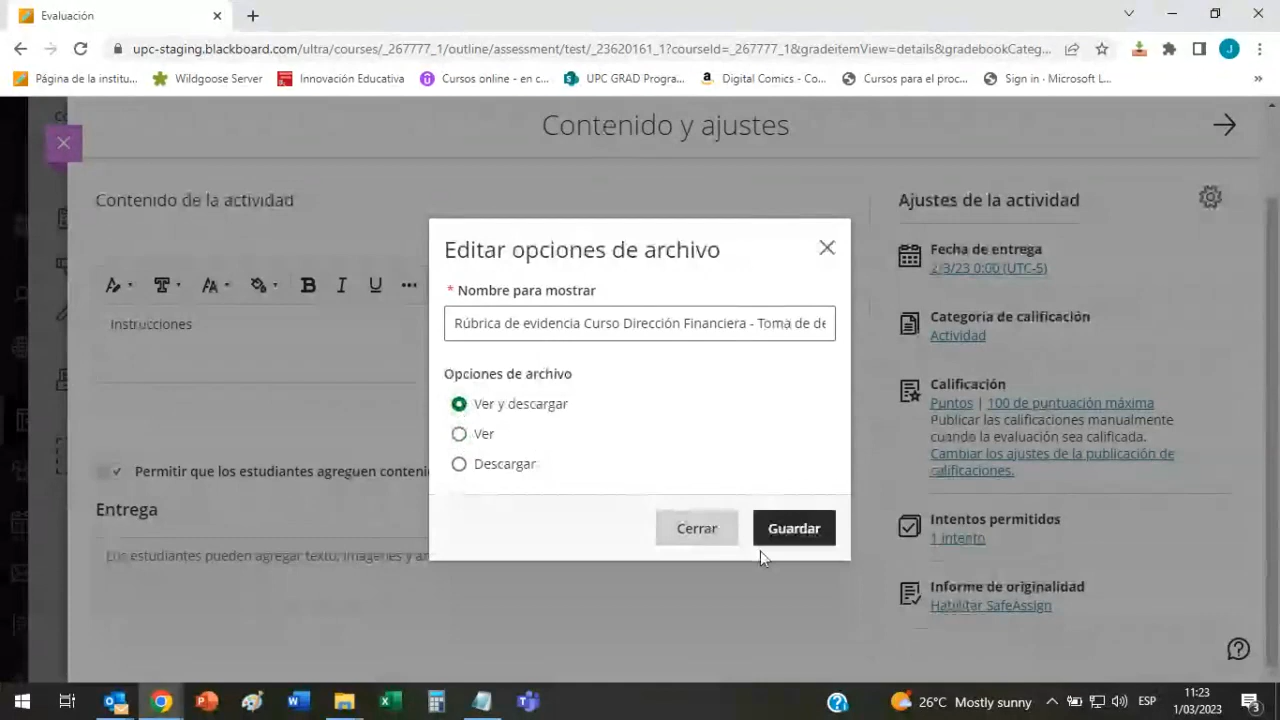 Evaluación
upc-staging.blackboard.com/ultra/courses/_267777_1/outline/assessment/test/_23620161_1?courseId=_267777_1&gradeitemView=details&gradebookCateg...
J
Página de la institu...
Wildgoose Server
Innovación Educativa
Cursos online - en c...
UPC GRAD Progra...
Digital Comics - Co...
Cursos para el proc...
Sign in - Microsoft L...
»
Contenido y ajustes
Contenido de la actividad
Ajustes de la actividad
Editar opciones de archivo
Fecha de entrega
2/3/23 0:00 (UTC-5)
* Nombre para mostrar
B I U
Instrucciones
Rúbrica de evidencia Curso Dirección Financiera - Toma de de
Categoría de calificación
Actividad
Opciones de archivo
Ver y descargar
Ver
Descargar
Calificación
Puntos | 100 de puntuación máxima
Publicar las calificaciones manualmente
cuando la evaluación sea calificada.
Cambiar los ajustes de la publicación de
calificaciones.
Permitir que los estudiantes agreguen conteni
Entrega
Cerrar
Guardar
Intentos permitidos
1 intento
Los estudiantes pueden agregar texto, imágenes y ar
Informe de originalidad
Habilitar SafeAssign
26°C Mostly sunny
ESP
11:23
1/03/2023
3